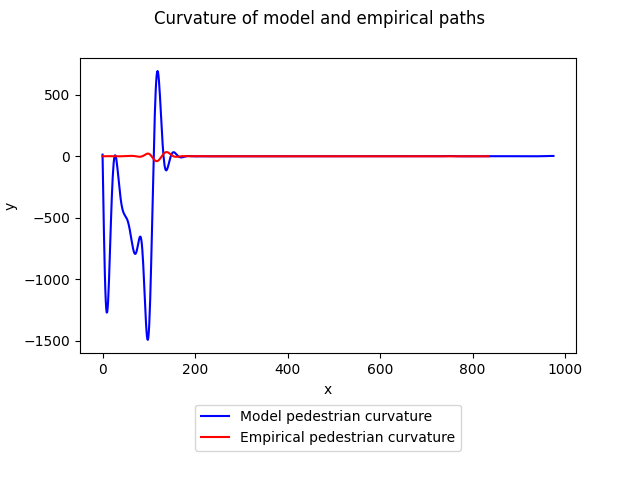 Curvature of model and empirical paths
500
0
−500
−1000
−1500
y
0 200 400 600 800 1000
x
Model pedestrian curvature
Empirical pedestrian curvature